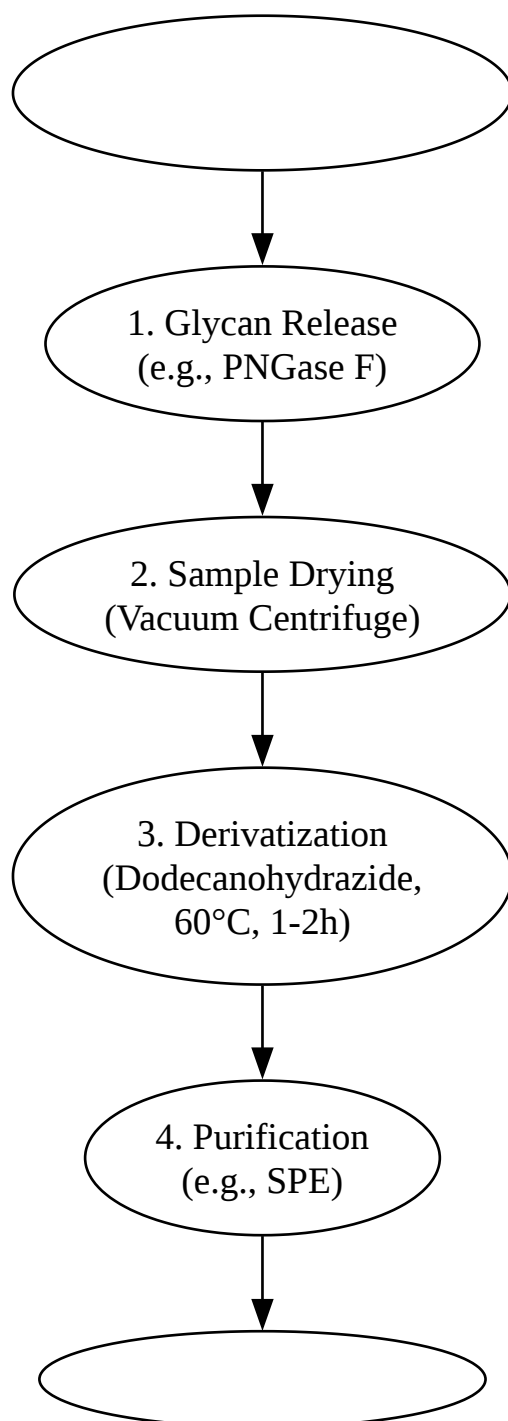 1. Glycan Release
(e.g., PNGase F)
2. Sample Drying
(Vacuum Centrifuge)
3. Derivatization
(Dodecanohydrazide,
60°C, 1-2h)
4. Purification
(e.g., SPE)